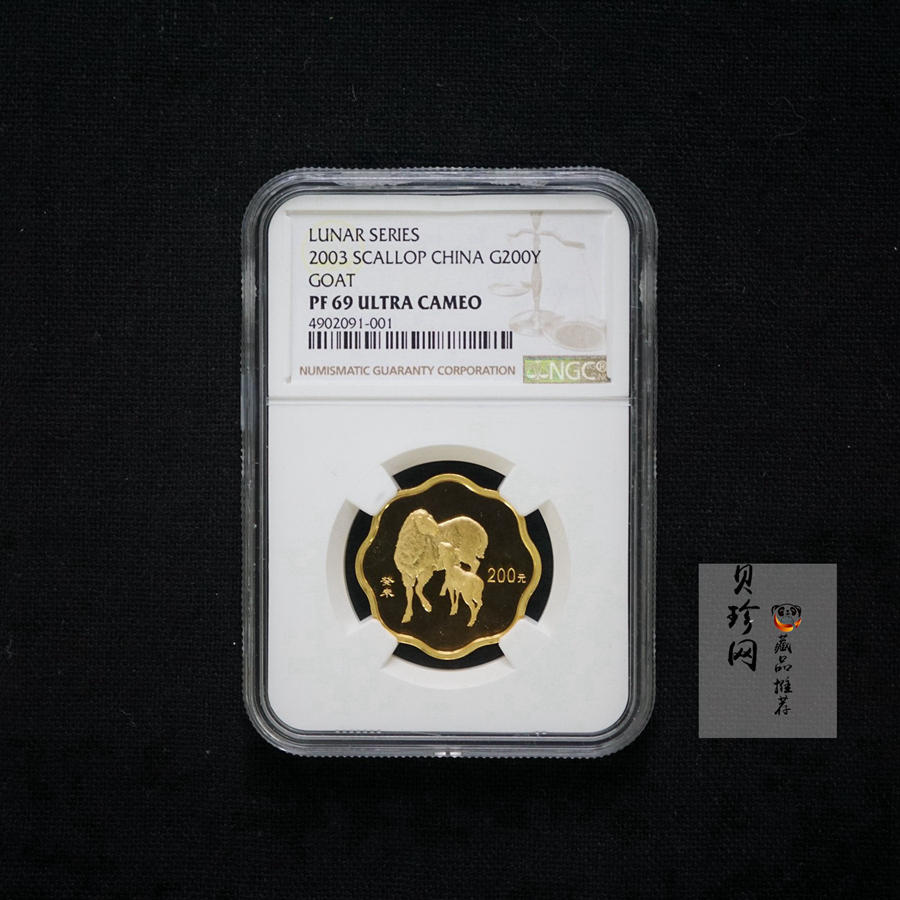 LUNAR SERIES
2003 SCALLOP CHINA G200Y
GOAT
PF 69 ULTRA CAMEO
4902091-001
NUMISMATIC GUARANTY CORPORATION
NGC®
癸未
200元
贝珍网
藏品推荐